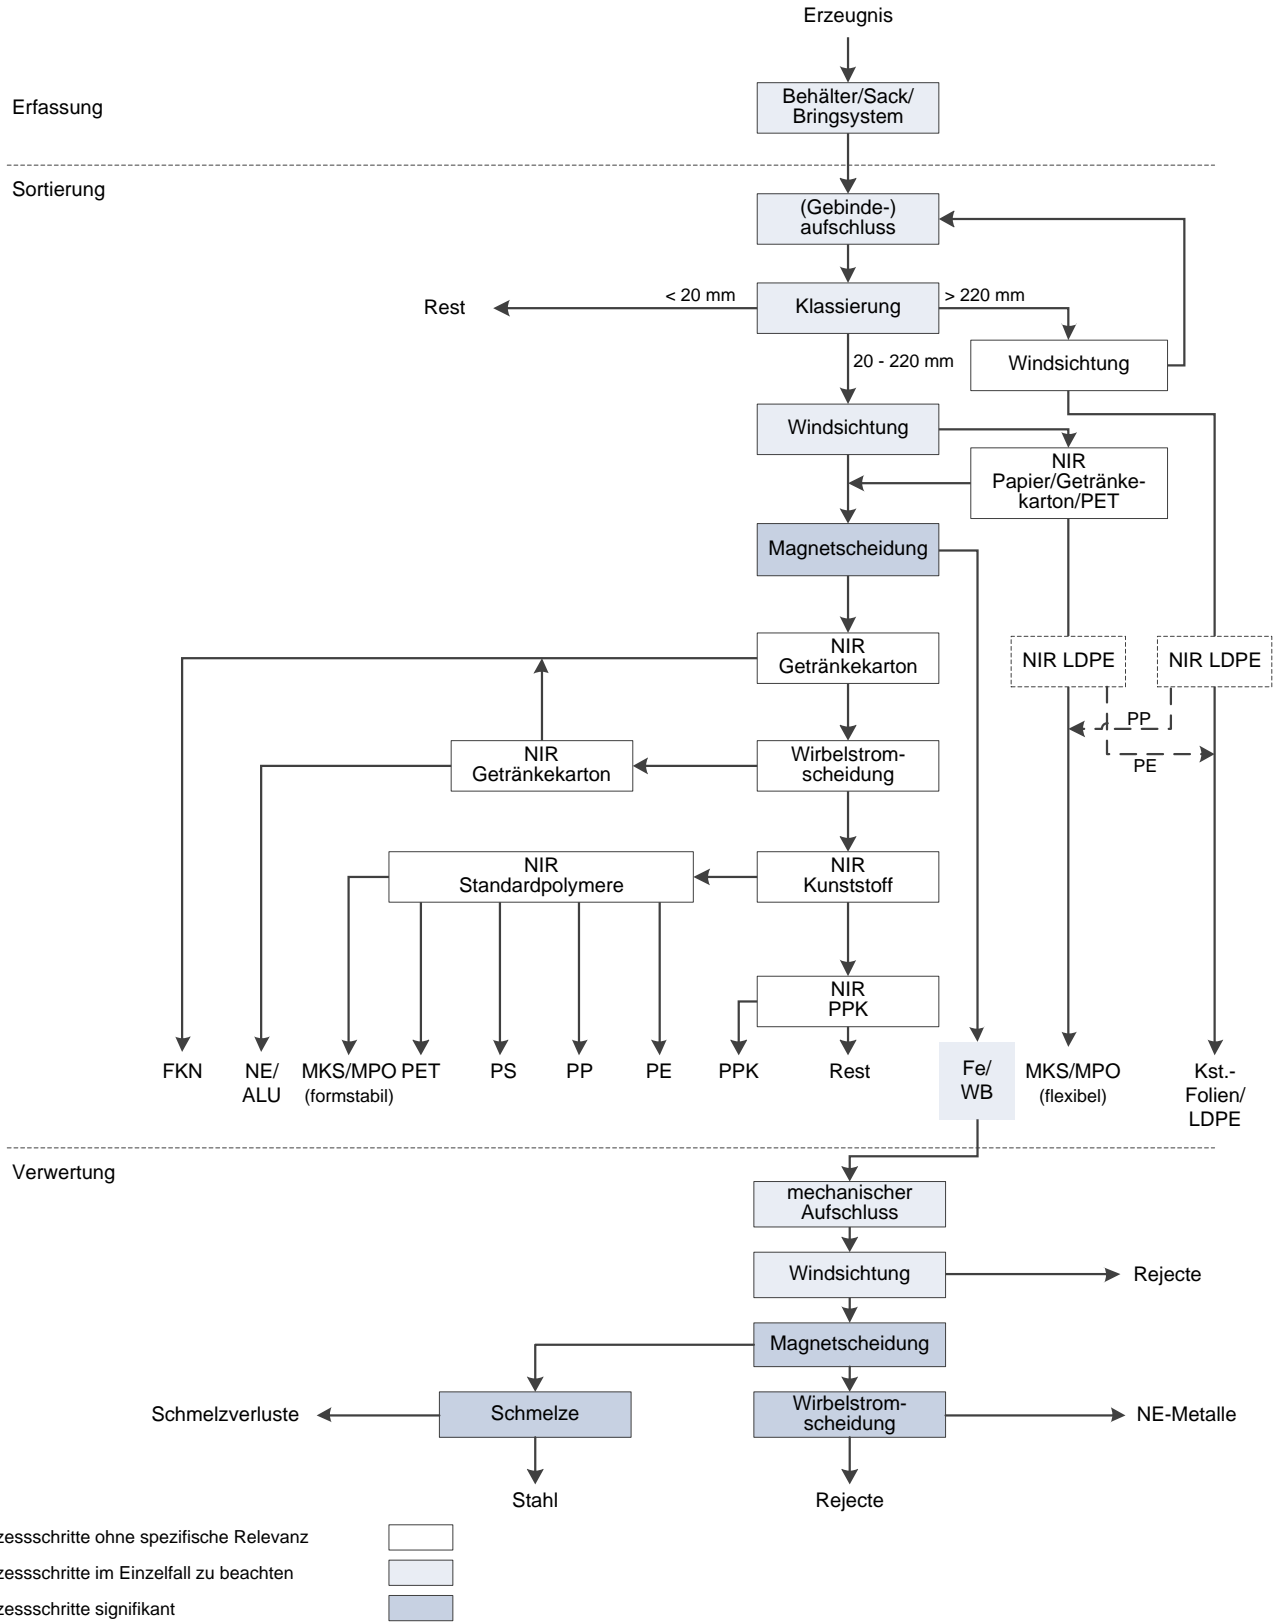 Erzeugnis
Erfassung
Behälter/Sack/
Bringsystem
Sortierung
(Gebinde-)
aufschluss
Rest
< 20 mm
Klassierung
> 220 mm
20 - 220 mm
Windsichtung
Windsichtung
NIR
Papier/Getränke-
karton/PET
Magnetscheidung
NIR
Getränkekarton
NIR LDPE
NIR LDPE
PP
PE
NIR
Getränkekarton
Wirbelstrom-
scheidung
NIR
Standardpolymere
NIR
Kunststoff
NIR
PPK
FKN
NE/
ALU
MKS/MPO
(formstabil)
PET
PS
PP
PE
PPK
Rest
Fe/
WB
MKS/MPO
(flexibel)
Kst.-
Folien/
LDPE
Verwertung
mechanischer
Aufschluss
Windsichtung
Rejecte
Magnetscheidung
Schmelzverluste
Schmelze
Wirbelstrom-
scheidung
NE-Metalle
Stahl
Rejecte
zessschritte ohne spezifische Relevanz
zessschritte im Einzelfall zu beachten
zessschritte signifikant